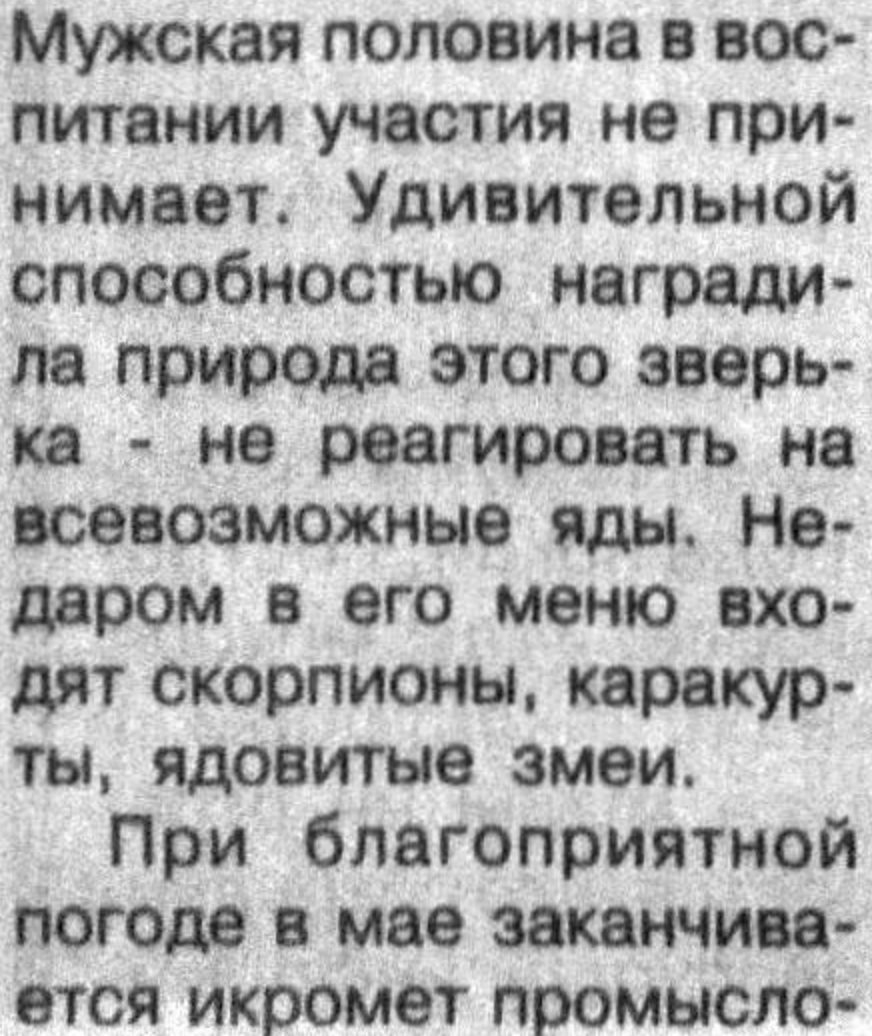 Мужская половина в вос-
питании участия не при-
нимает. Удивительной
способностью награди-
ла природа этого зверь-
ка - не реагировать на
всевозможные яды. Не-
даром в его меню вхо-
дят скорпионы, каракур-
ты, ядовитые змеи.
При благоприятной
погоде в мае заканчива-
ется икромет промысло-